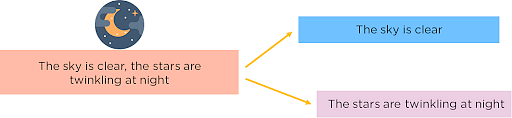 The sky is clear, the stars are
twinkling at night
The sky is clear
The stars are twinkling at night